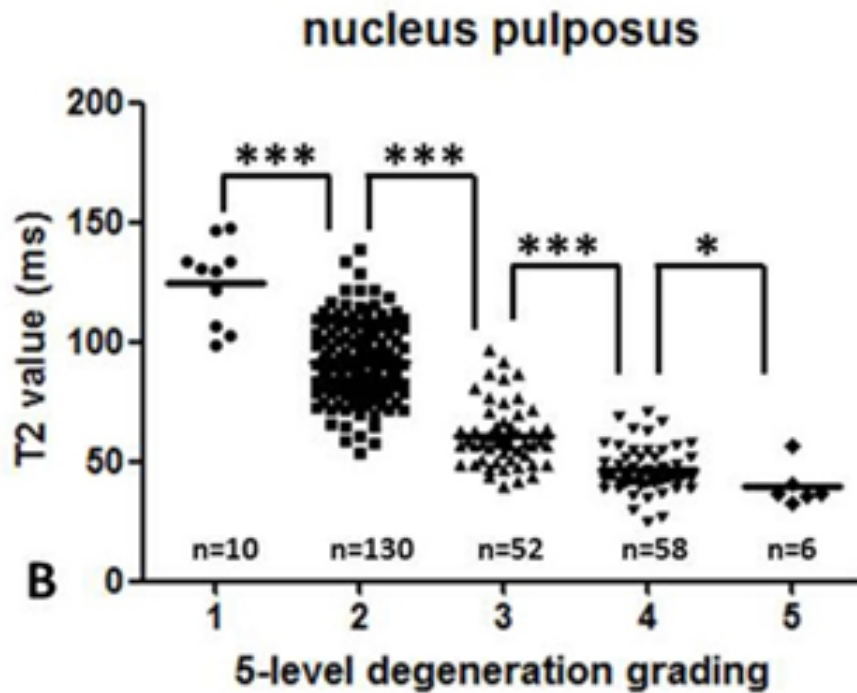 nucleus pulposus
200
*** ***
150
*** *
100
50
0
T2 value (ms)
n=10 n=130 n=52 n=58 n=6
B
1 2 3 4 5
5-level degeneration grading